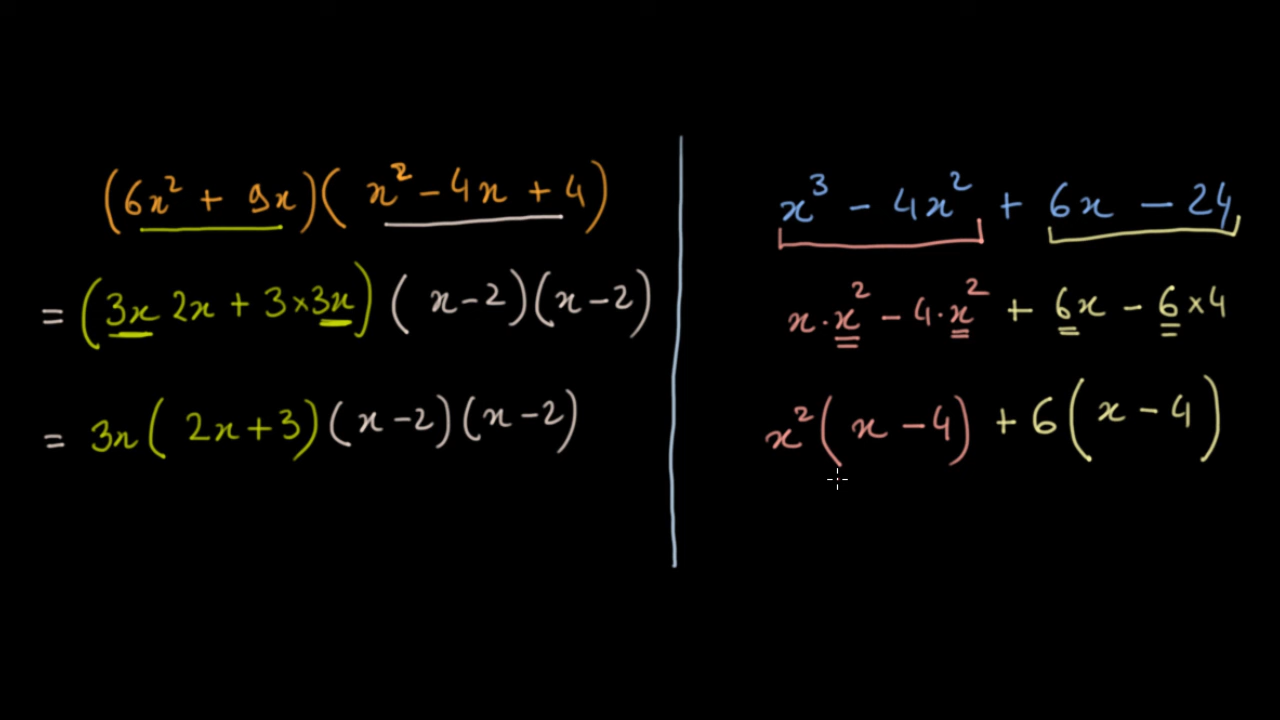 (6x² + 9x)(x² - 4x + 4)
= (3x 2x + 3 × 3x) (x - 2)(x - 2)
= 3x(2x + 3)(x - 2)(x - 2)
x³ - 4x² + 6x - 24
x · x² - 4 · x² + 6x - 6 × 4
x²(x - 4) + 6(x - 4)